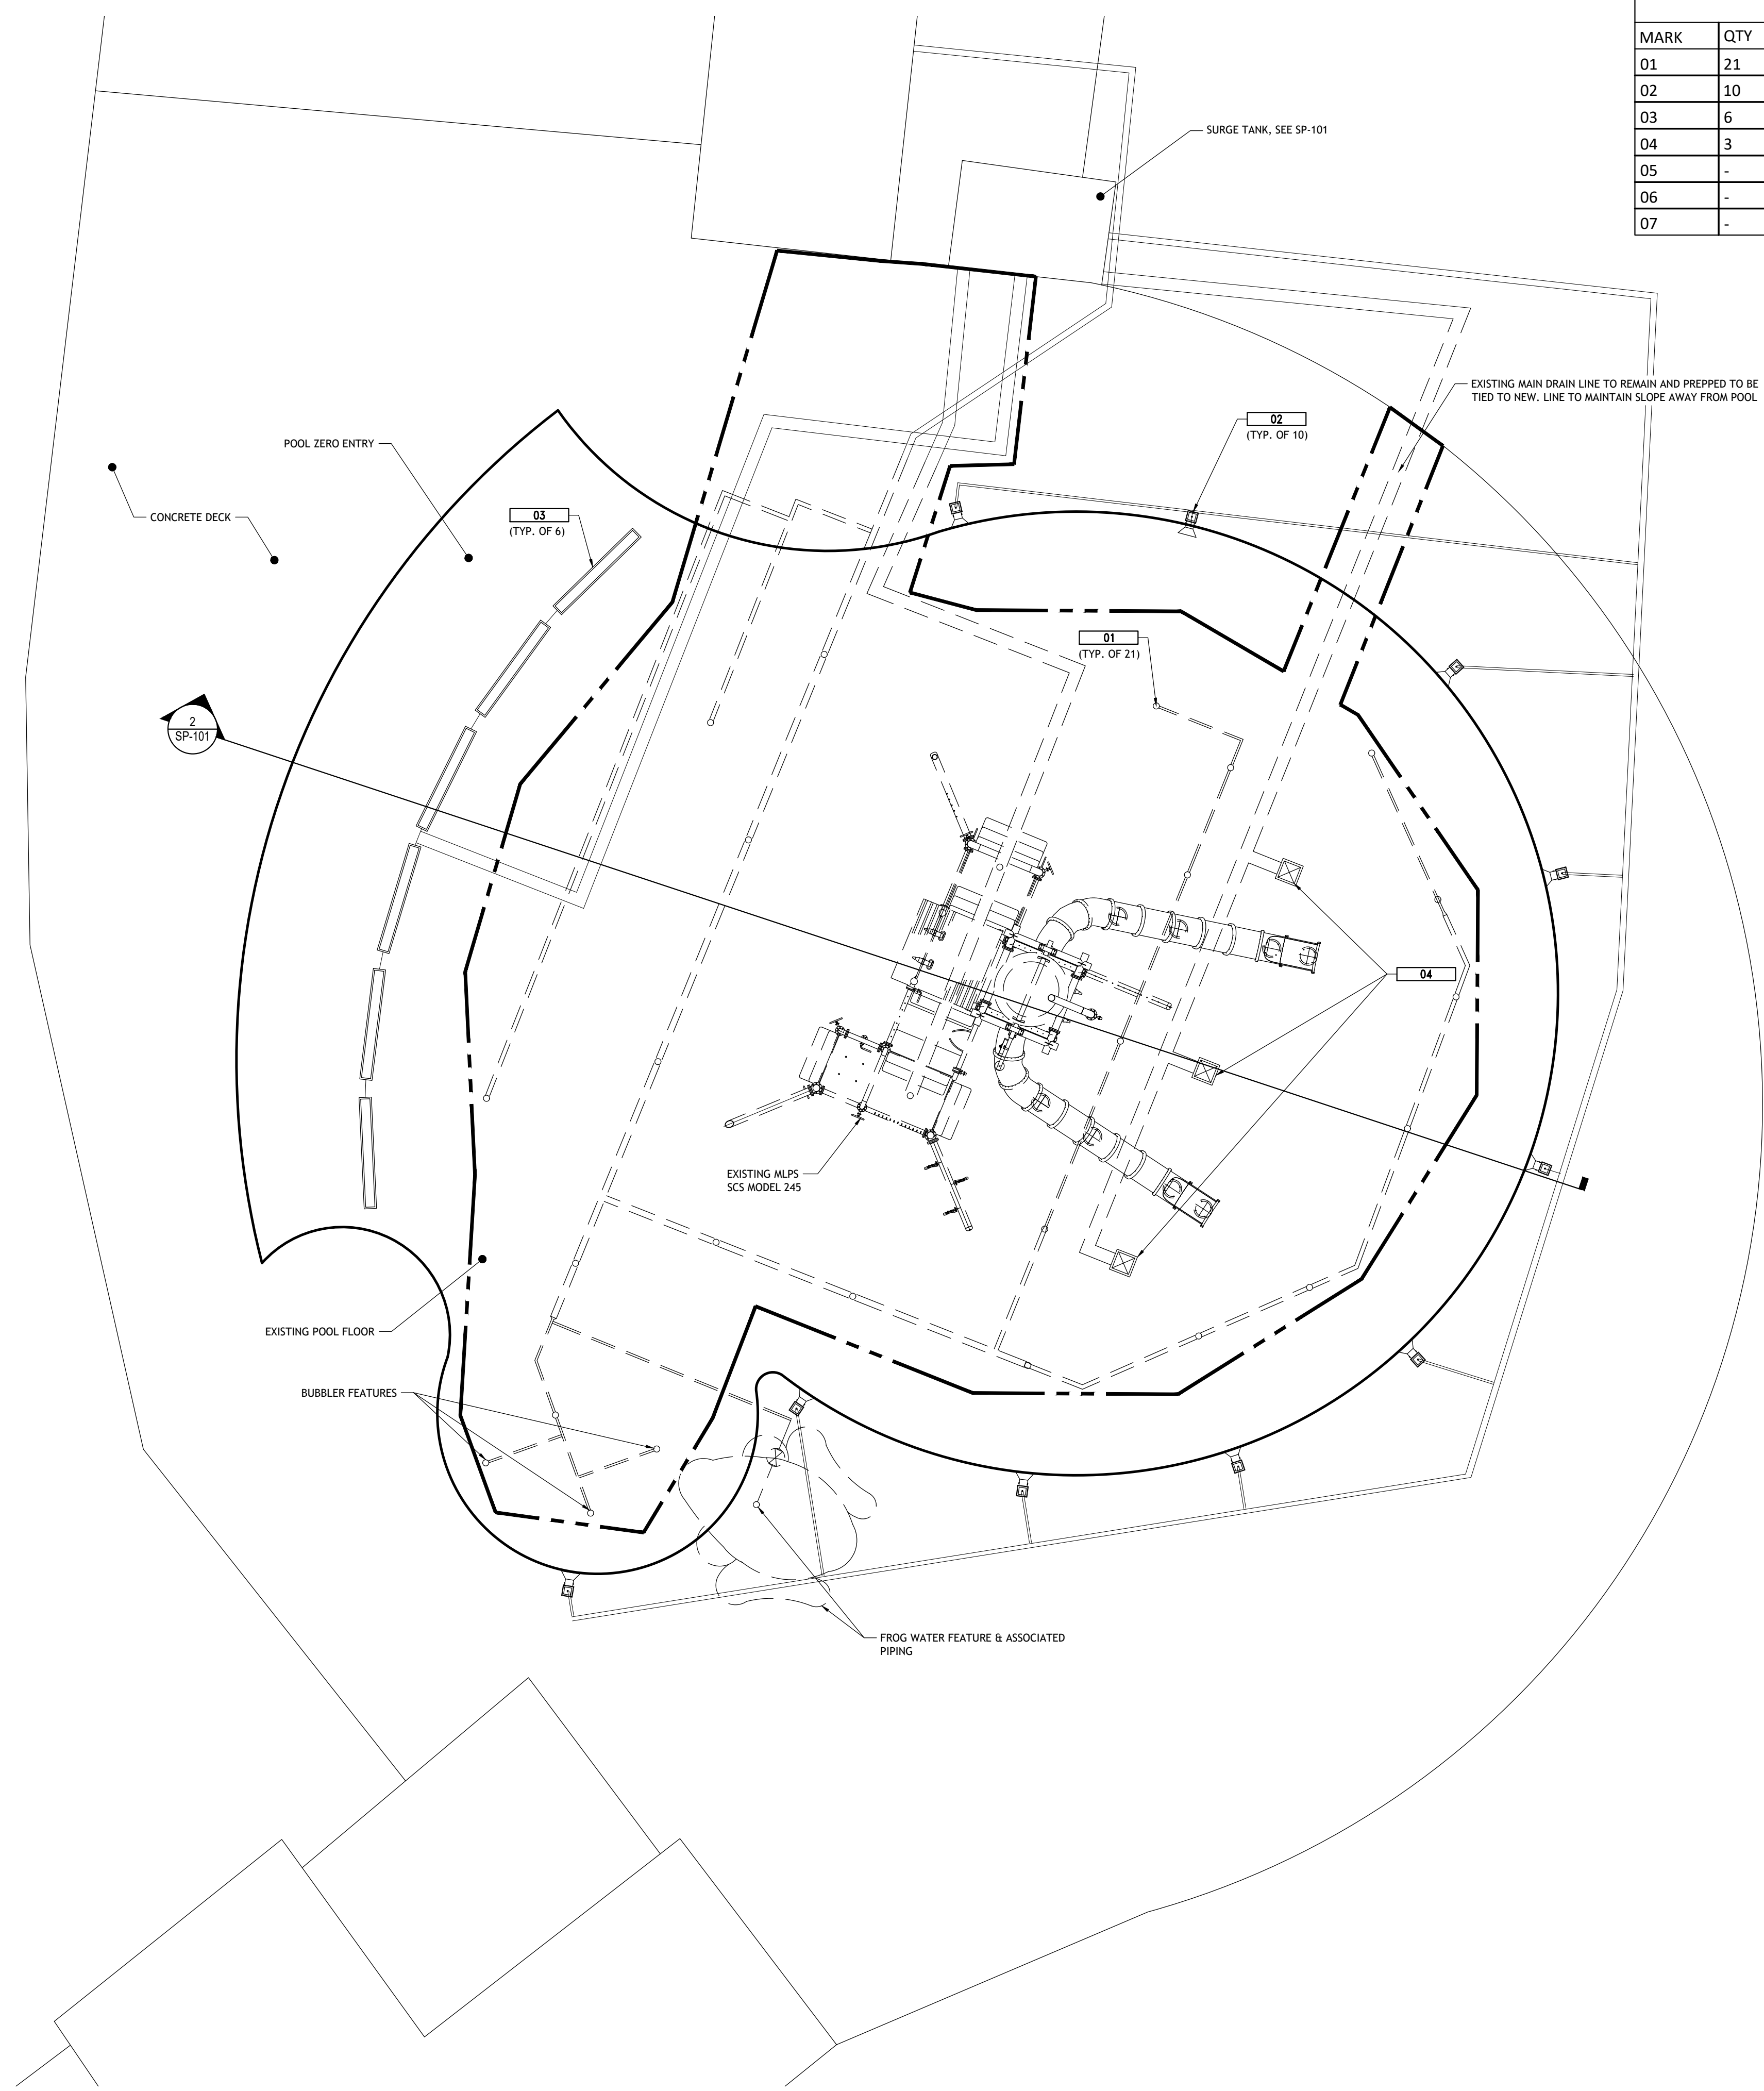 MARK QTY
01 21
02 10
03 6
04 3
05 -
06 -
07 -
SURGE TANK, SEE SP-101
EXISTING MAIN DRAIN LINE TO REMAIN AND PREPPED TO BE
TIED TO NEW. LINE TO MAINTAIN SLOPE AWAY FROM POOL
02
(TYP. OF 10)
POOL ZERO ENTRY
CONCRETE DECK
03
(TYP. OF 6)
01
(TYP. OF 21)
2
SP-101
04
EXISTING MLPS
SCS MODEL 245
EXISTING POOL FLOOR
BUBBLER FEATURES
FROG WATER FEATURE & ASSOCIATED
PIPING